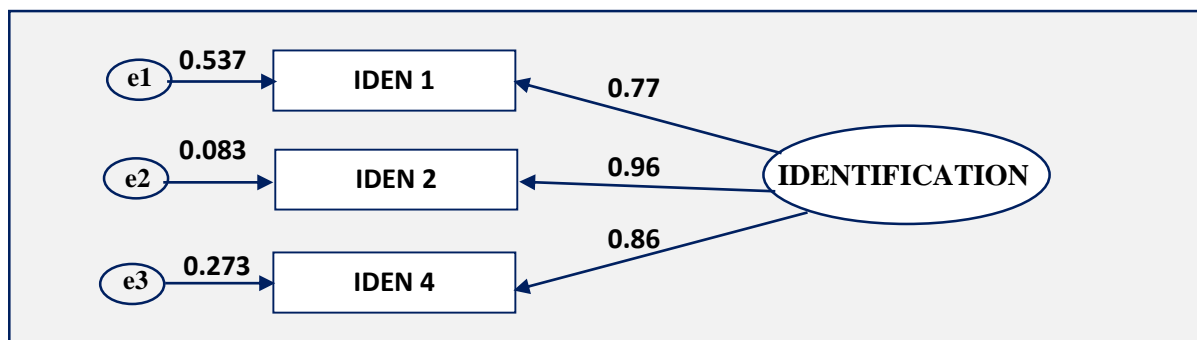 e1 0.537 IDEN 1 0.77
e2 0.083 IDEN 2 0.96 IDENTIFICATION
e3 0.273 IDEN 4 0.86